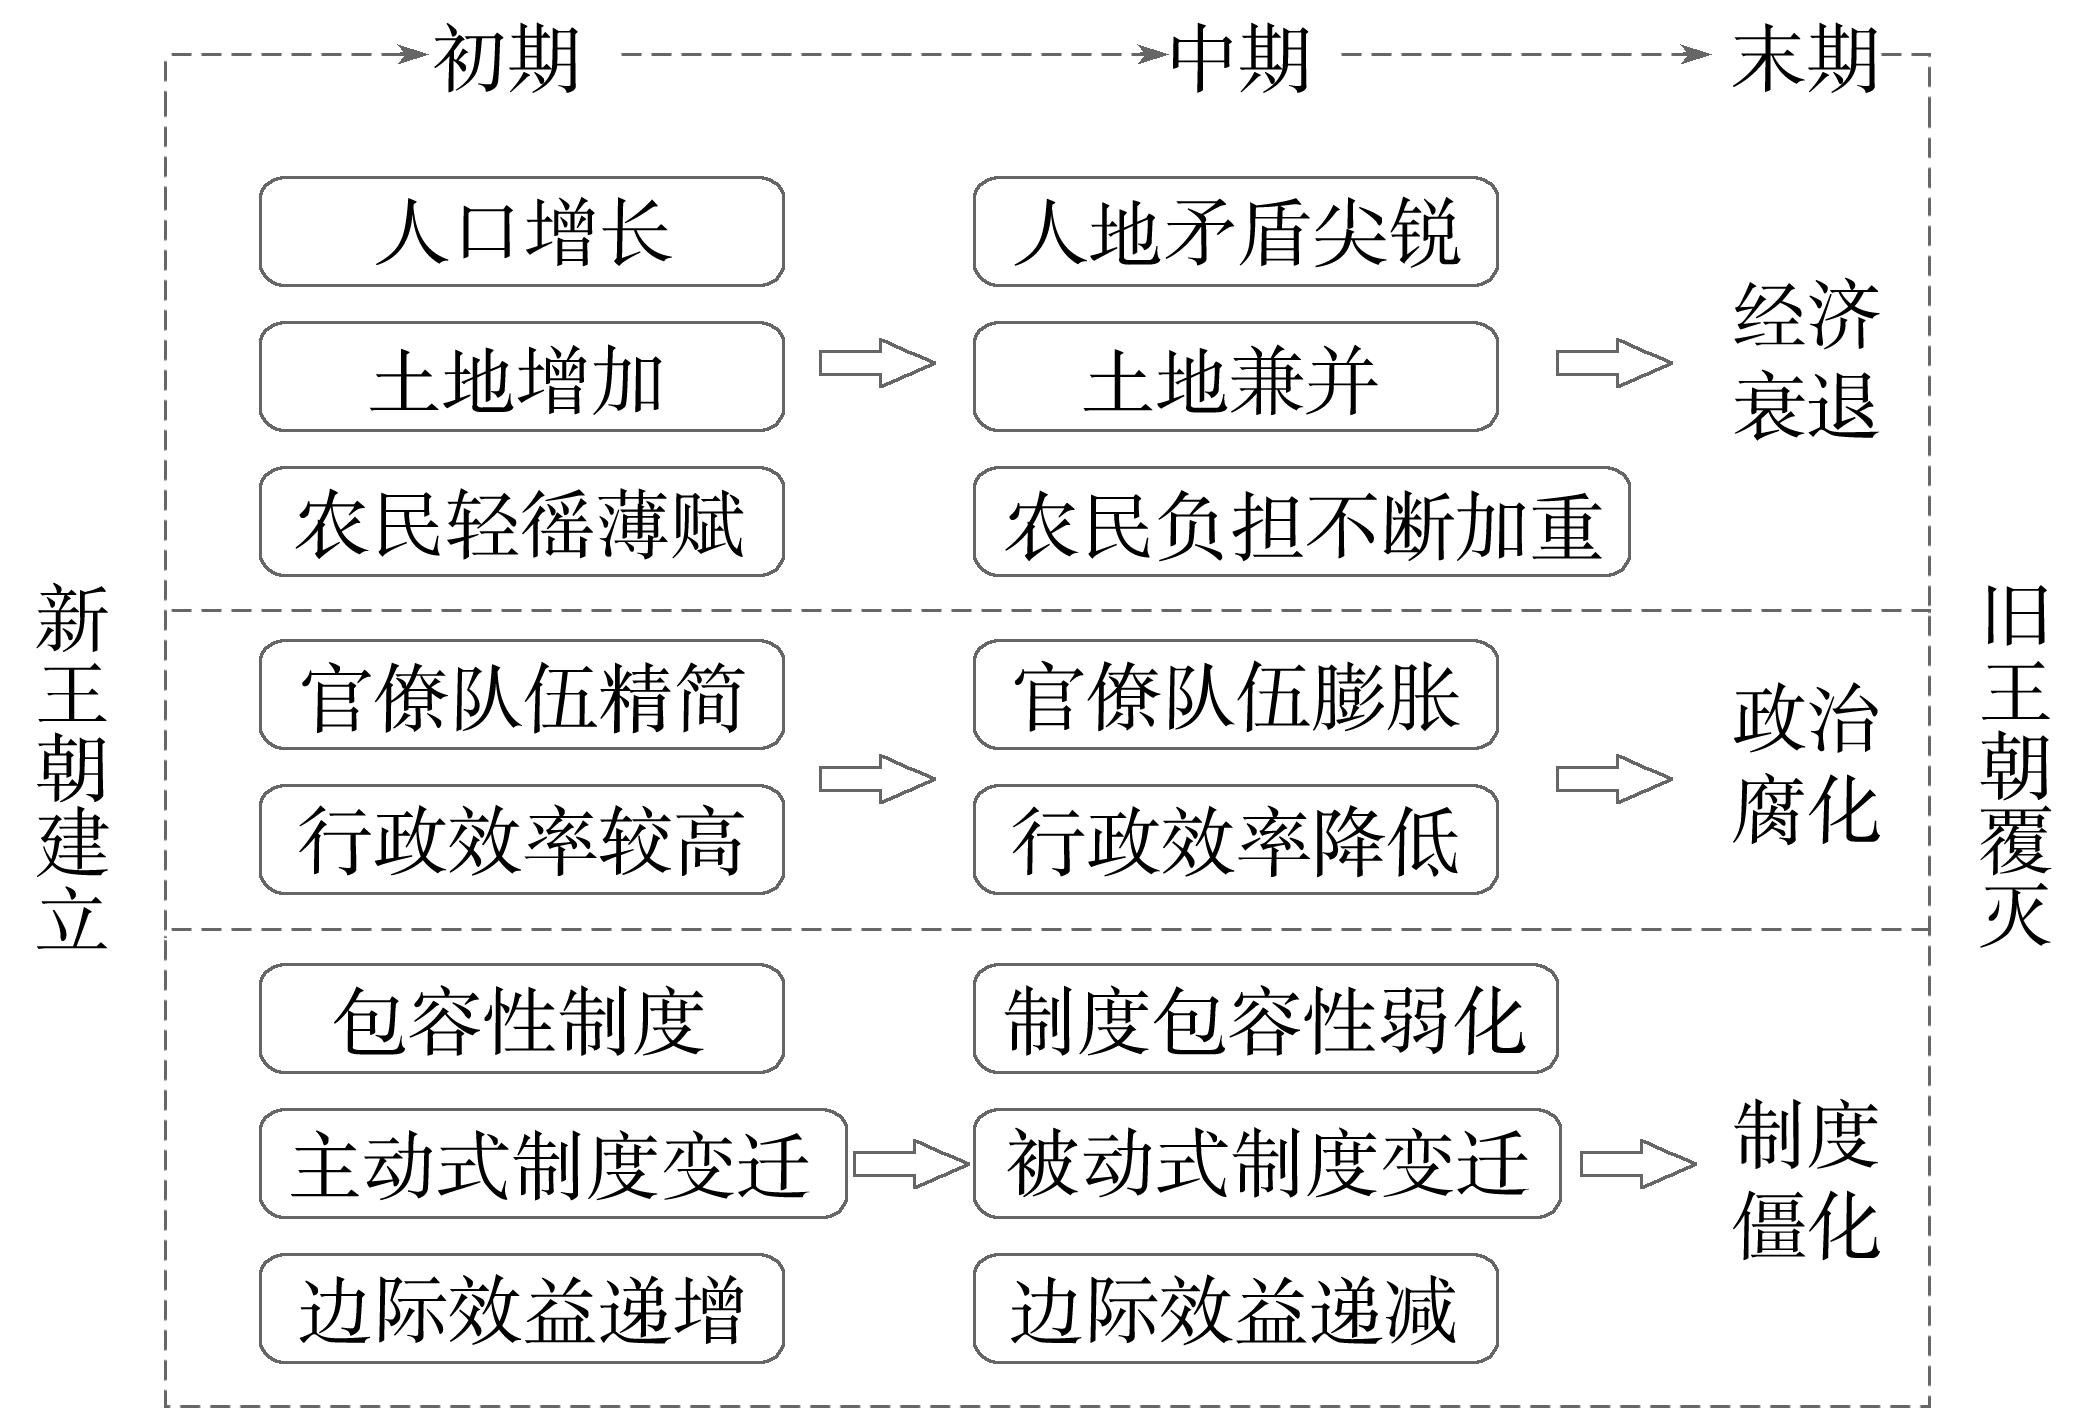 初期
中期
末期
新王朝建立
人口增长
土地增加
农民轻徭薄赋
人地矛盾尖锐
土地兼并
农民负担不断加重
经济
衰退
官僚队伍精简
行政效率较高
官僚队伍膨胀
行政效率降低
政治
腐化
包容性制度
主动式制度变迁
边际效益递增
制度包容性弱化
被动式制度变迁
边际效益递减
制度
僵化
旧王朝覆灭